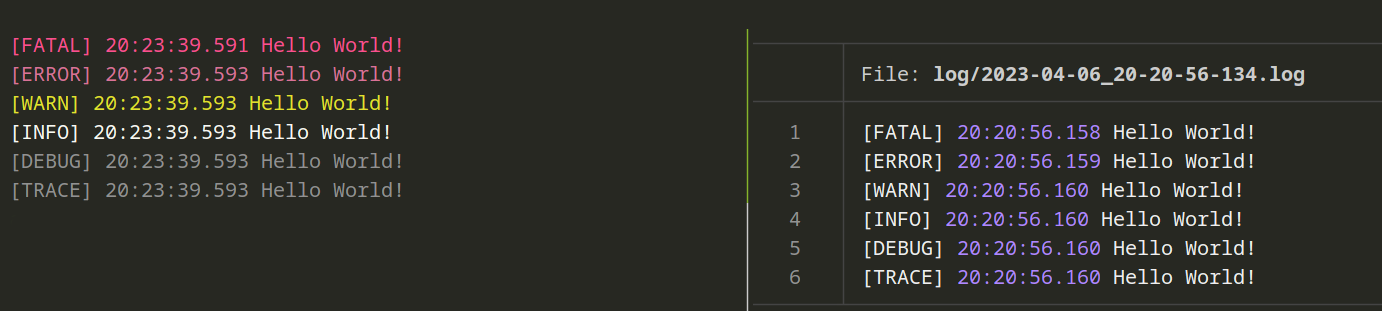 [FATAL] 20:23:39.591 Hello World!
[ERROR] 20:23:39.593 Hello World!
[WARN] 20:23:39.593 Hello World!
[INFO] 20:23:39.593 Hello World!
[DEBUG] 20:23:39.593 Hello World!
[TRACE] 20:23:39.593 Hello World!
File: log/2023-04-06_20-20-56-134.log
1 [FATAL] 20:20:56.158 Hello World!
2 [ERROR] 20:20:56.159 Hello World!
3 [WARN] 20:20:56.160 Hello World!
4 [INFO] 20:20:56.160 Hello World!
5 [DEBUG] 20:20:56.160 Hello World!
6 [TRACE] 20:20:56.160 Hello World!